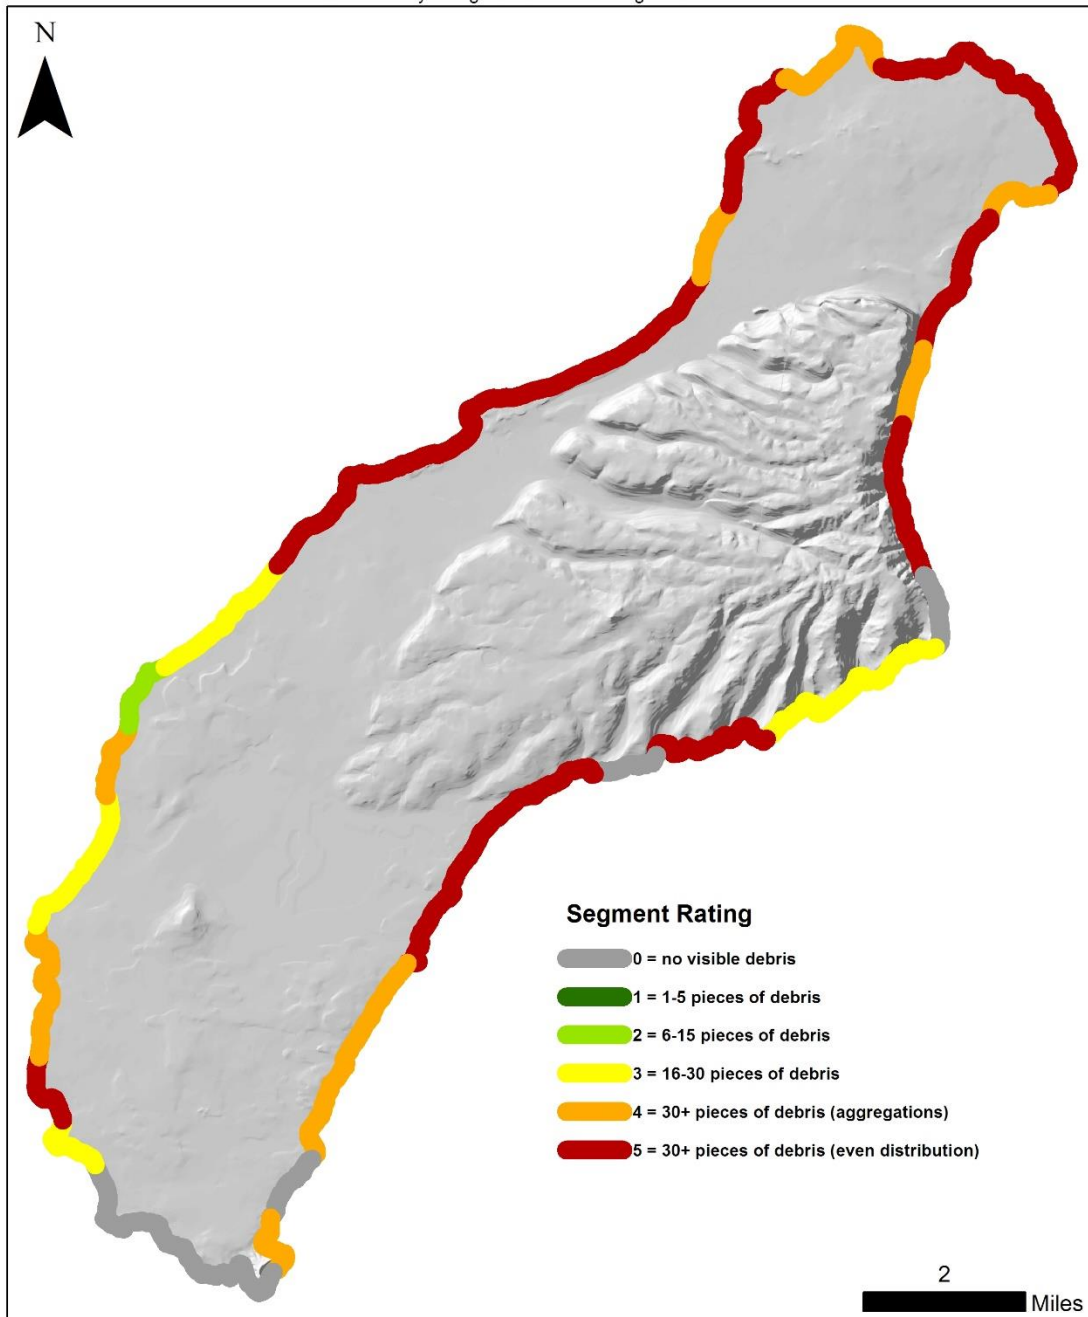 N
Segment Rating
0 = no visible debris
1 = 1-5 pieces of debris
2 = 6-15 pieces of debris
3 = 16-30 pieces of debris
4 = 30+ pieces of debris (aggregations)
5 = 30+ pieces of debris (even distribution)
2
Miles